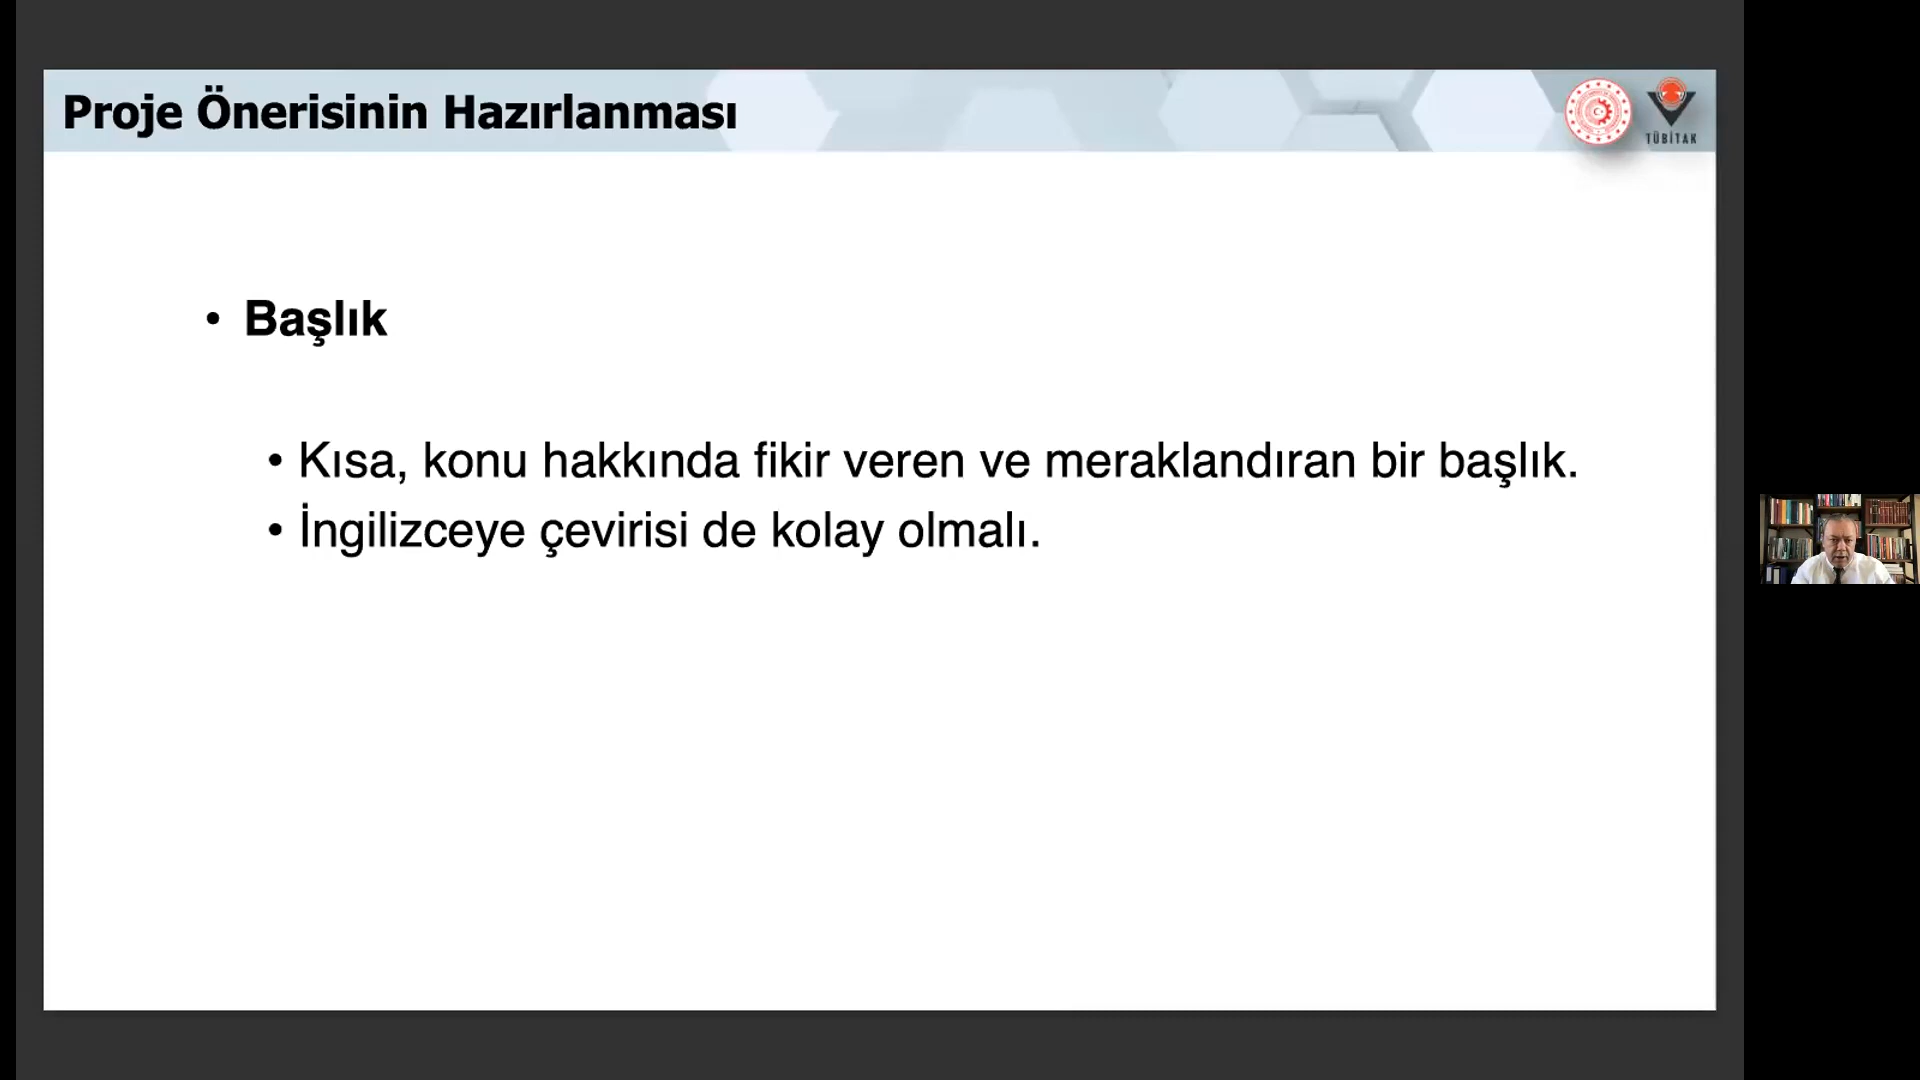 Proje Önerisinin Hazırlanması
TÜBİTAK
• Başlık
• Kısa, konu hakkında fikir veren ve meraklandıran bir başlık.
• İngilizceye çevirisi de kolay olmalı.